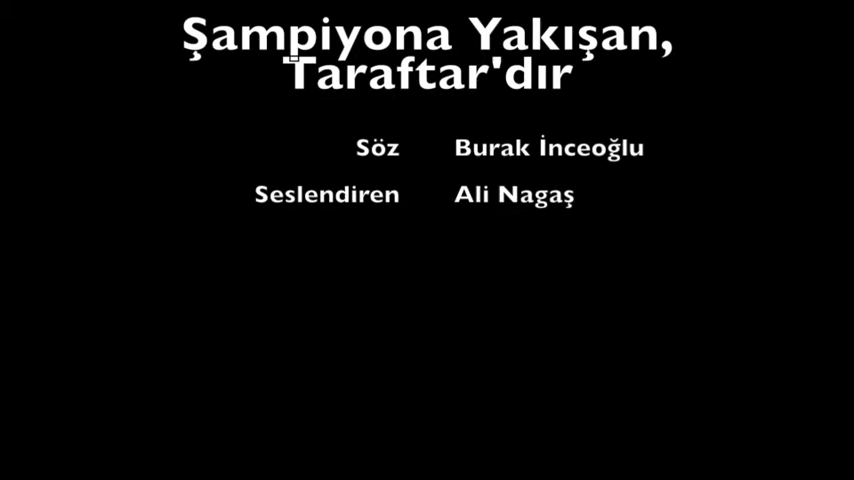 Şampiyona Yakışan,
Taraftar'dır
Söz Burak İnceoğlu
Seslendiren Ali Nagaş